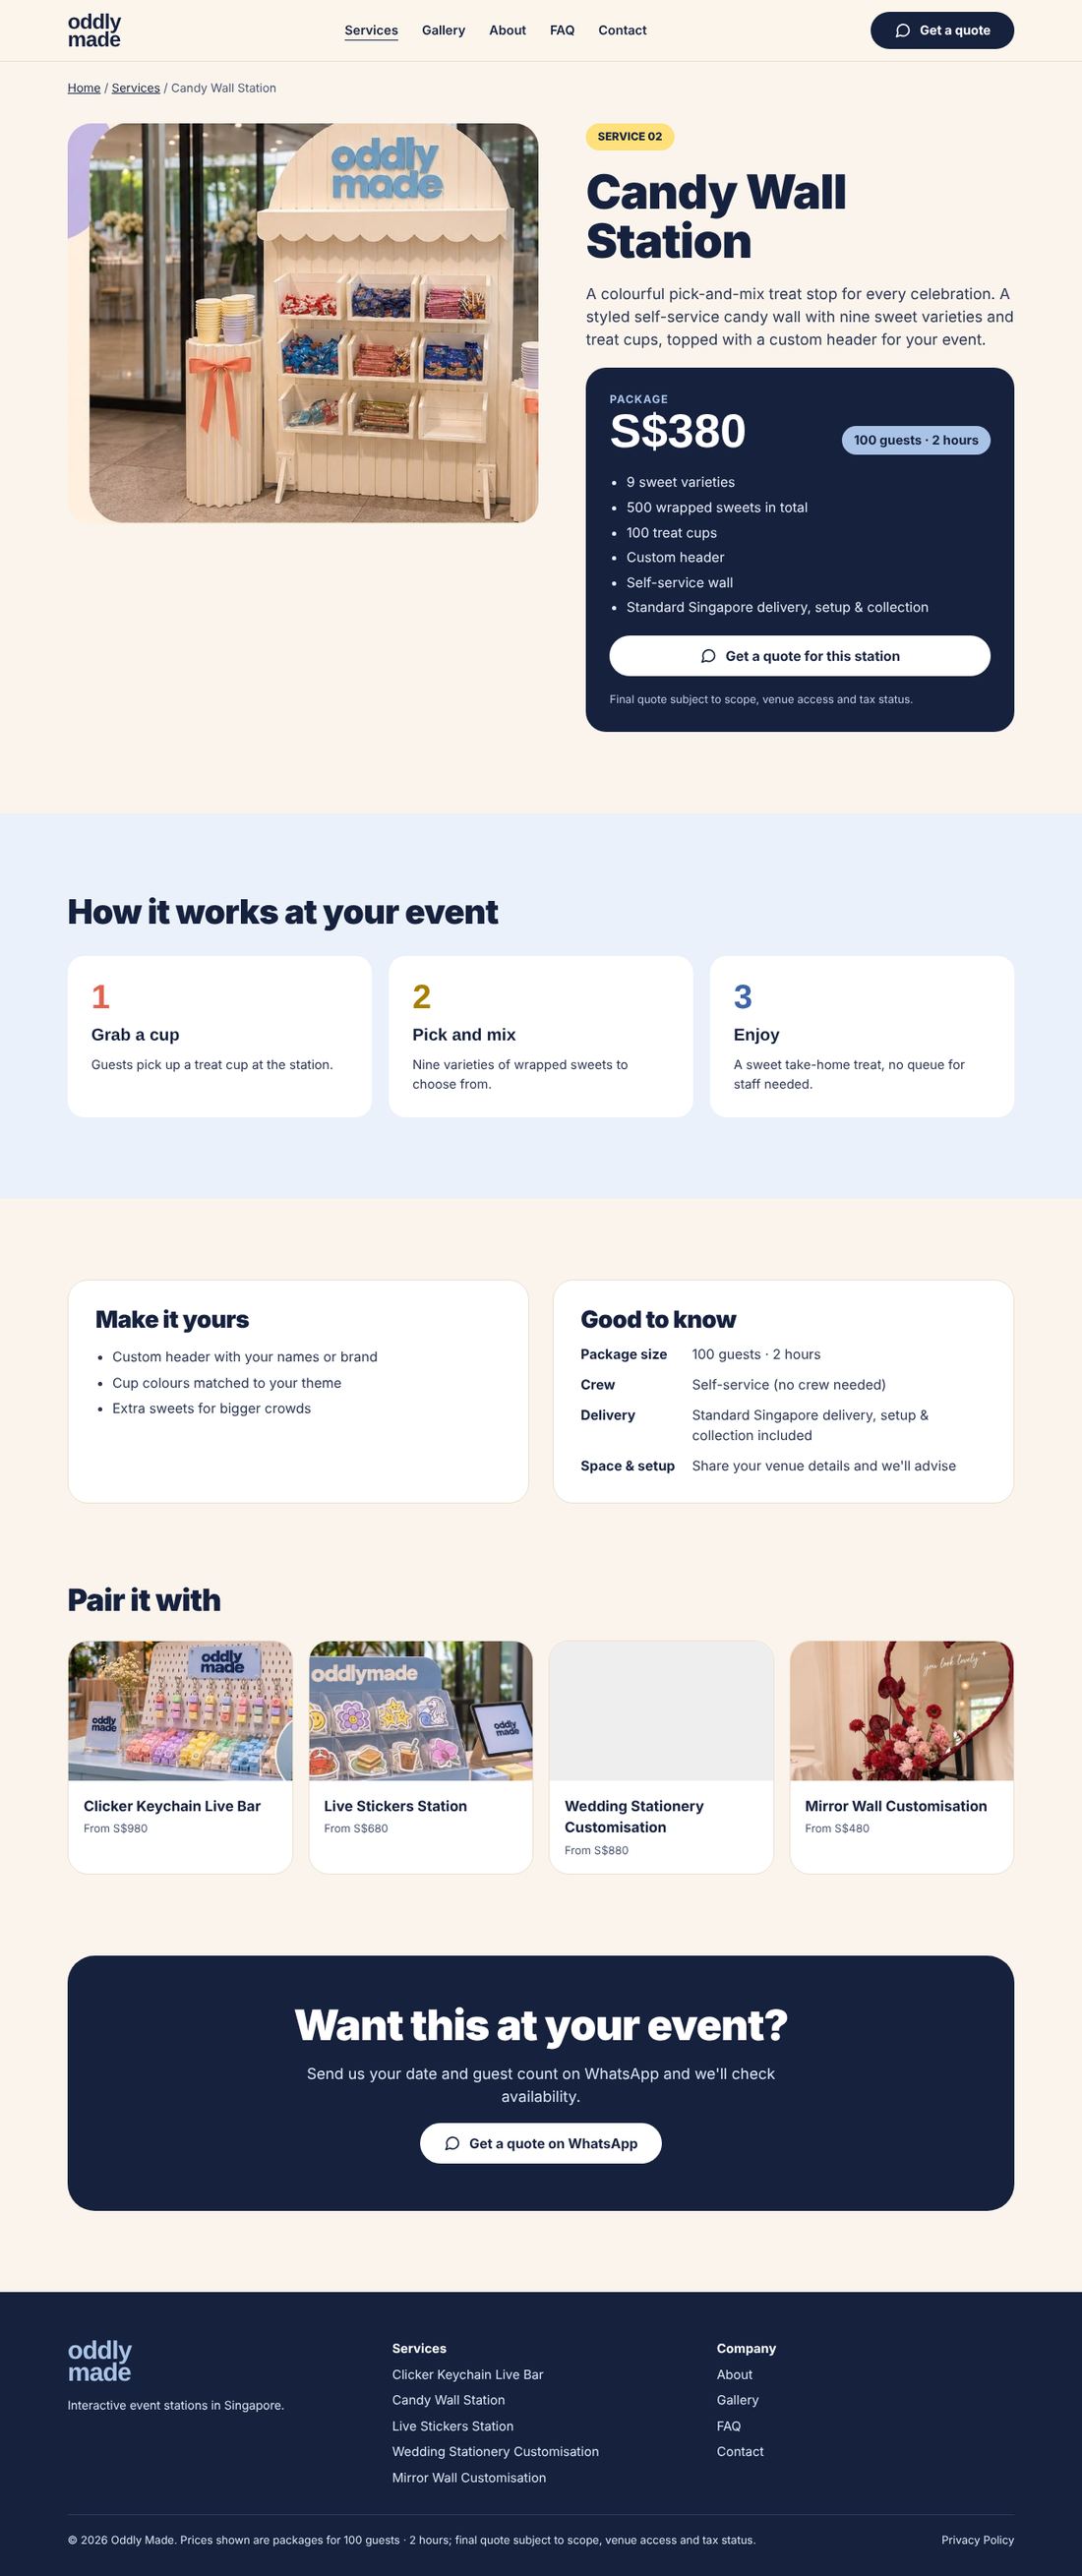 oddly
made
Services
Gallery
About
FAQ
Contact
Get a quote
Home / Services / Candy Wall Station
oddly
made
SERVICE 02
Candy Wall
Station
A colourful pick-and-mix treat stop for every celebration. A
styled self-service candy wall with nine sweet varieties and
treat cups, topped with a custom header for your event.
PACKAGE
S$380
100 guests · 2 hours
• 9 sweet varieties
• 500 wrapped sweets in total
• 100 treat cups
• Custom header
• Self-service wall
• Standard Singapore delivery, setup & collection
Get a quote for this station
Final quote subject to scope, venue access and tax status.
How it works at your event
1
Grab a cup
Guests pick up a treat cup at the station.
2
Pick and mix
Nine varieties of wrapped sweets to
choose from.
3
Enjoy
A sweet take-home treat, no queue for
staff needed.
Make it yours
• Custom header with your names or brand
• Cup colours matched to your theme
• Extra sweets for bigger crowds
Good to know
Package size 100 guests · 2 hours
Crew Self-service (no crew needed)
Delivery Standard Singapore delivery, setup &
collection included
Space & setup Share your venue details and we'll advise
Pair it with
oddly
made
oddly
made
Clicker Keychain Live Bar
From S$980
oddlymade
oddly
made
Live Stickers Station
From S$680
Wedding Stationery
Customisation
From S$880
you look lovely
Mirror Wall Customisation
From S$480
Want this at your event?
Send us your date and guest count on WhatsApp and we'll check
availability.
Get a quote on WhatsApp
oddly
made
Interactive event stations in Singapore.
Services
Clicker Keychain Live Bar
Candy Wall Station
Live Stickers Station
Wedding Stationery Customisation
Mirror Wall Customisation
Company
About
Gallery
FAQ
Contact
© 2026 Oddly Made. Prices shown are packages for 100 guests · 2 hours; final quote subject to scope, venue access and tax status.
Privacy Policy